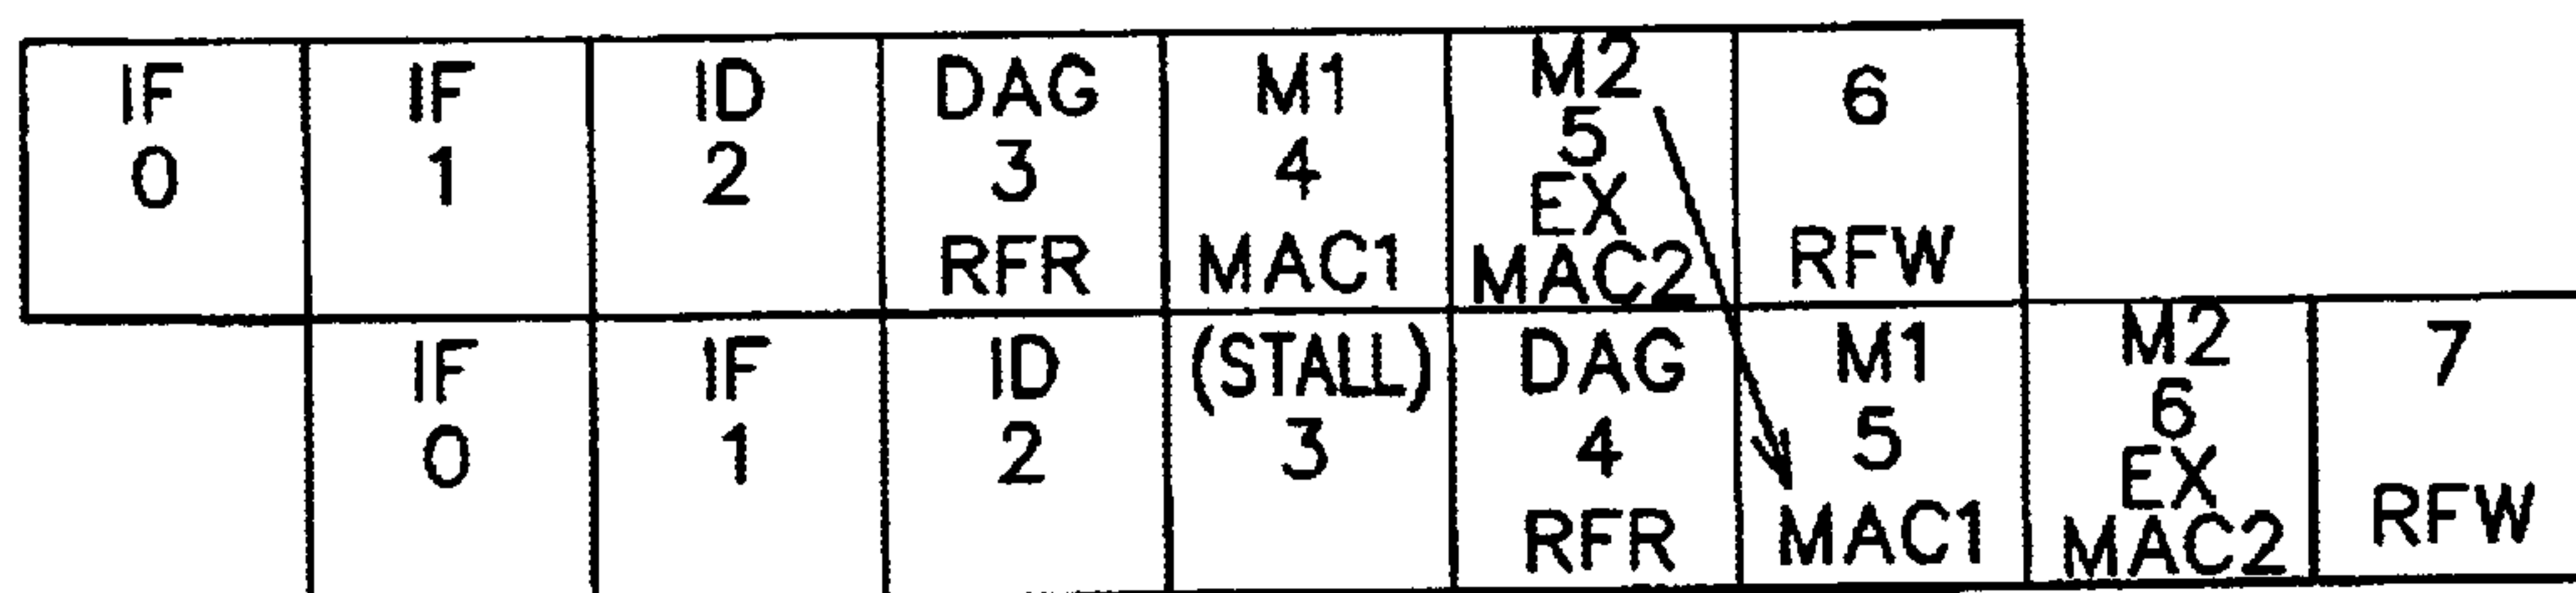 IF IF ID DAG M1 M2 6
0 1 2 3 4 5
EX
RFR MAC1 MAC2 RFW
IF IF ID (STALL) DAG M1 M2 7
0 1 2 3 4 5 6
EX
RFR MAC1 MAC2 RFW